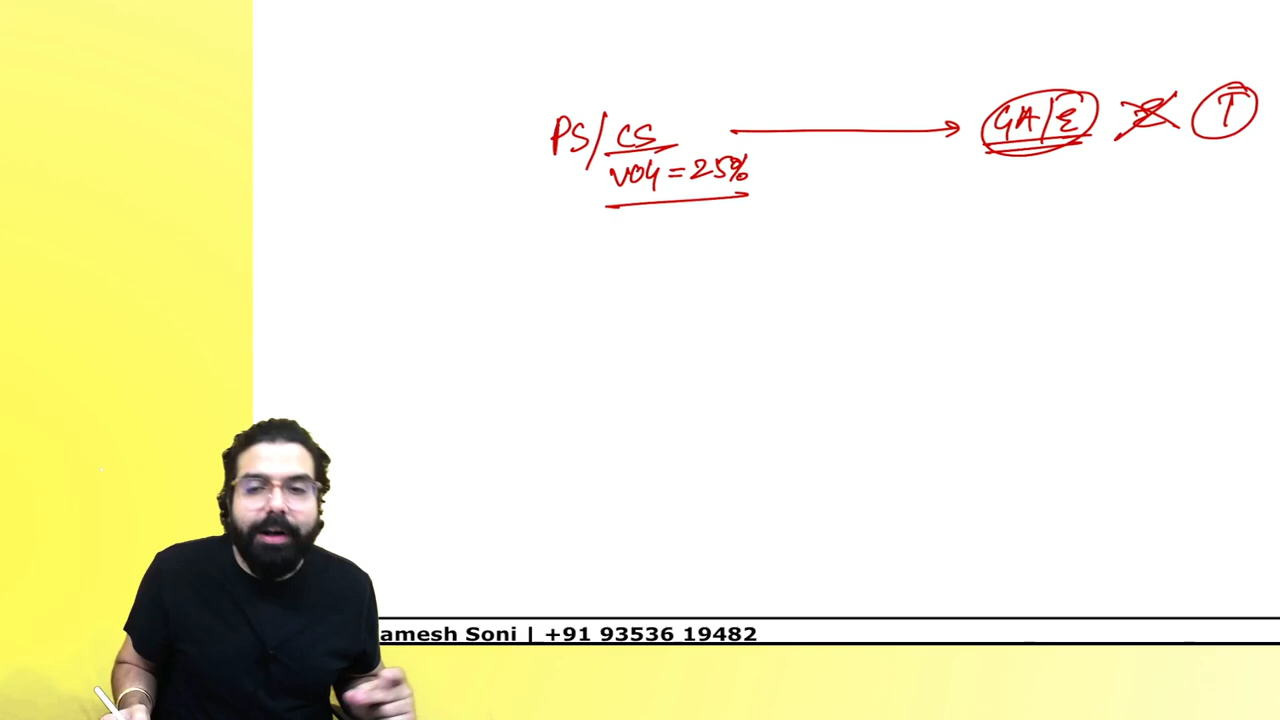 PS/CS GA/Σ T
VOY = 25%
amesh Soni | +91 93536 19482